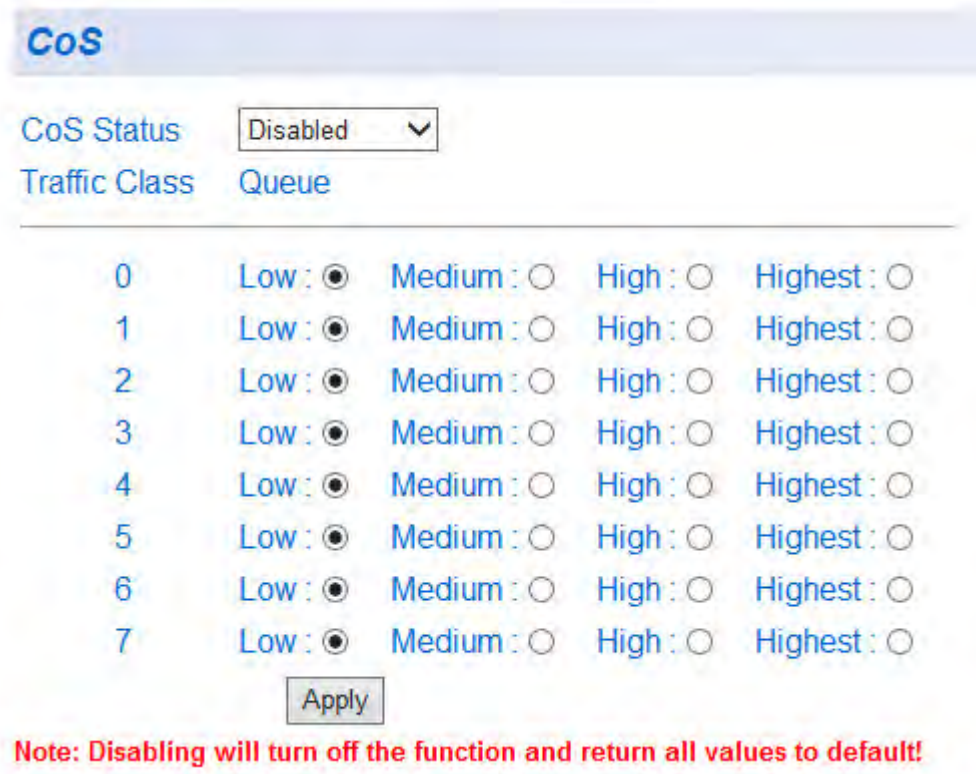 CoS
CoS Status Disabled
Traffic Class Queue
0 Low : Medium : High : Highest :
1 Low : Medium : High : Highest :
2 Low : Medium : High : Highest :
3 Low : Medium : High : Highest :
4 Low : Medium : High : Highest :
5 Low : Medium : High : Highest :
6 Low : Medium : High : Highest :
7 Low : Medium : High : Highest :
Apply
Note: Disabling will turn off the function and return all values to default!